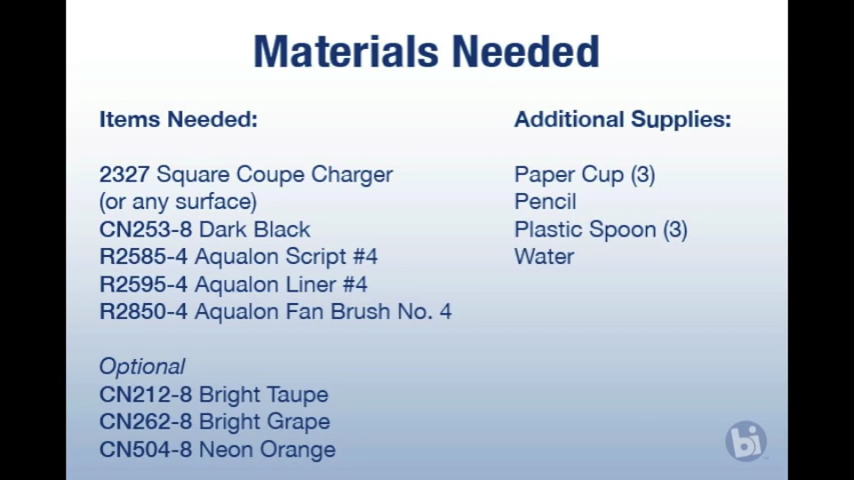 Materials Needed
Items Needed:
2327 Square Coupe Charger
(or any surface)
CN253-8 Dark Black
R2585-4 Aqualon Script #4
R2595-4 Aqualon Liner #4
R2850-4 Aqualon Fan Brush No. 4
Optional
CN212-8 Bright Taupe
CN262-8 Bright Grape
CN504-8 Neon Orange
Additional Supplies:
Paper Cup (3)
Pencil
Plastic Spoon (3)
Water
bi